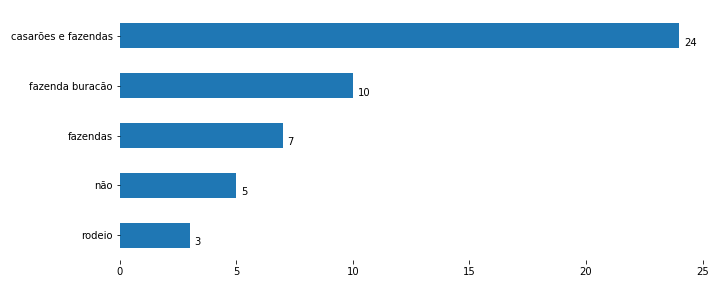 casarões e fazendas
24
fazenda buracão
10
fazendas
7
não
5
rodeio
3
0 5 10 15 20 25